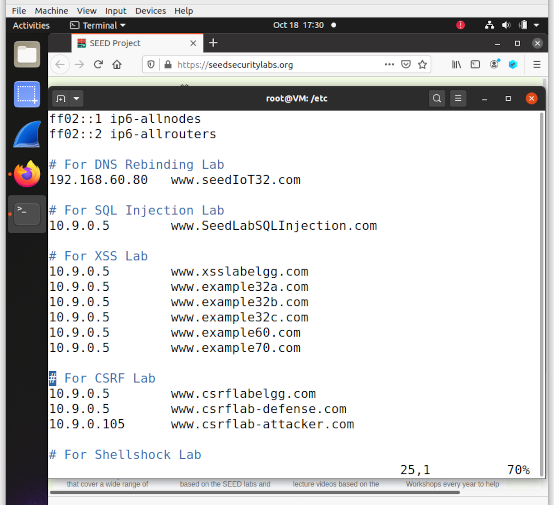 File Machine View Input Devices Help
Activities Terminal Oct 18 17:30
SEED Project
https://seedsecuritylabs.org
root@VM: /etc
ff02::1 ip6-allnodes
ff02::2 ip6-allrouters
# For DNS Rebinding Lab
192.168.60.80 www.seedIoT32.com
# For SQL Injection Lab
10.9.0.5 www.SeedLabSQLInjection.com
# For XSS Lab
10.9.0.5 www.xsslabelgg.com
10.9.0.5 www.example32a.com
10.9.0.5 www.example32b.com
10.9.0.5 www.example32c.com
10.9.0.5 www.example60.com
10.9.0.5 www.example70.com
# For CSRF Lab
10.9.0.5 www.csrflabelgg.com
10.9.0.5 www.csrflab-defense.com
10.9.0.105 www.csrflab-attacker.com
# For Shellshock Lab
25,1 70%
that cover a wide range of based on the SEED labs and lecture videos based on the Workshops every year to help